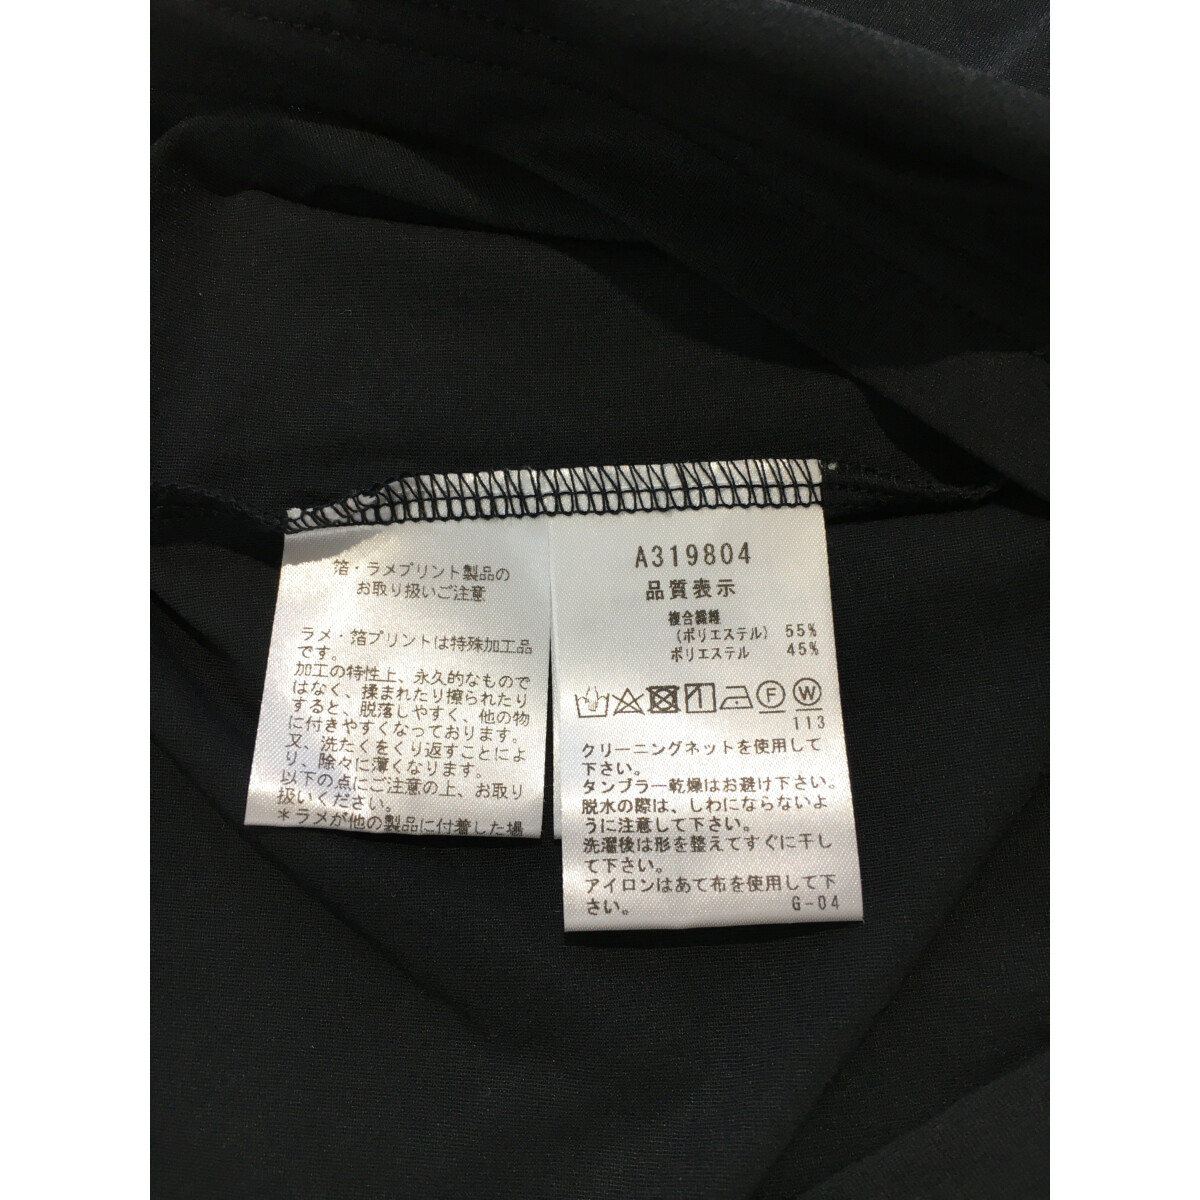 箔・ラメプリント製品の
お取り扱いご注意
ラメ・箔プリントは特殊加工品
です。
加工の特性上、永久的なもので
はなく、揉まれたり擦られたり
すると、脱落しやすく、他の物
に付きやすくなっております。
又、洗たくをくり返すことによ
り、除々に薄くなります。
以下の点にご注意の上、お取り
扱いください。
＊ラメが他の製品に付着した場
A319804
品質表示
複合繊維
(ポリエステル) 55%
ポリエステル 45%
F W
113
クリーニングネットを使用して
下さい。
タンブラー乾燥はお避け下さい。
脱水の際は、しわにならないよ
うに注意して下さい。
洗濯後は形を整えてすぐに干し
て下さい。
アイロンはあて布を使用して下
さい。 G-04